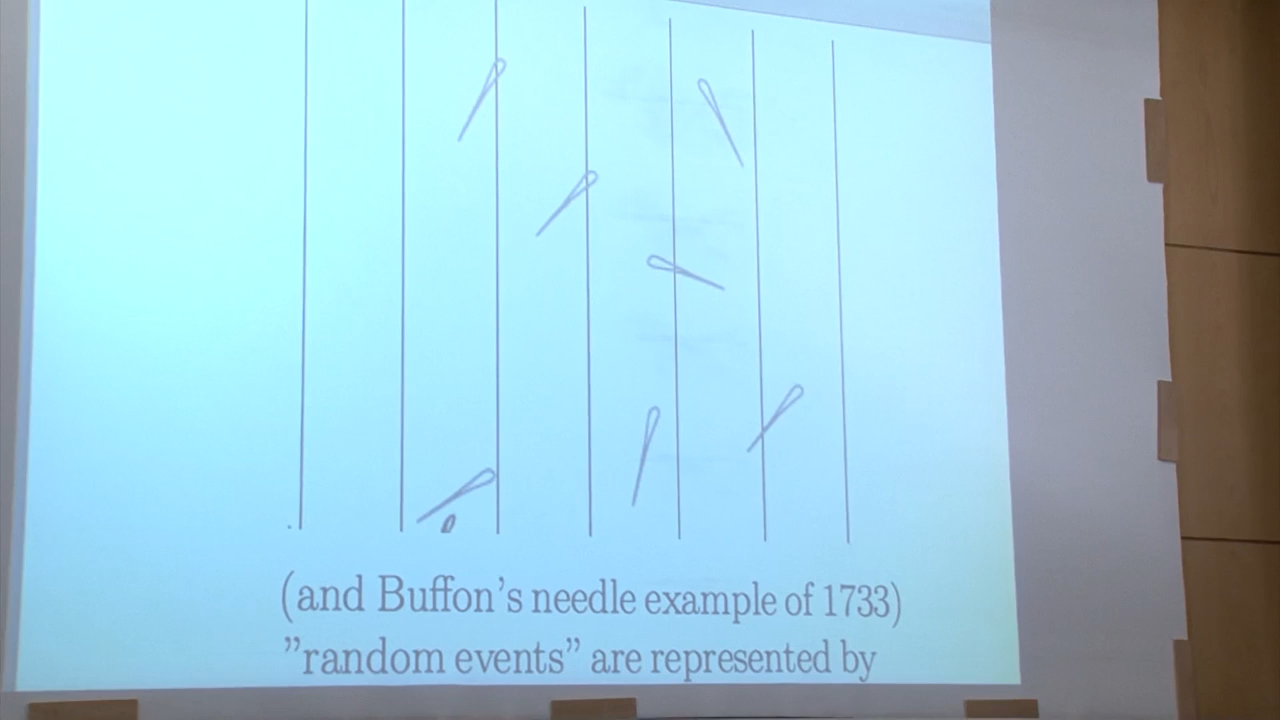 (and Buffon's needle example of 1733)
”random events” are represented by